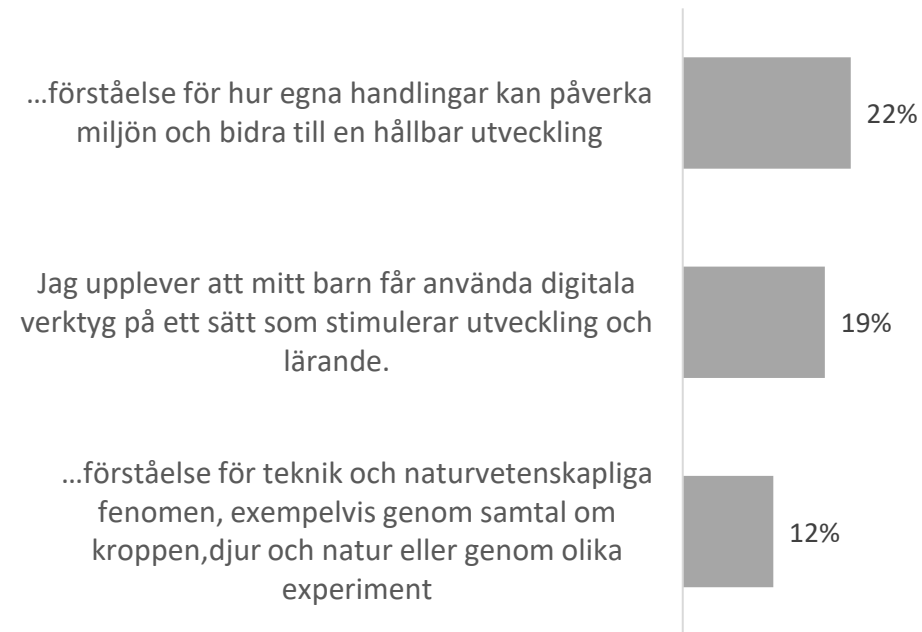 ...förståelse för hur egna handlingar kan påverka
miljön och bidra till en hållbar utveckling
22%
Jag upplever att mitt barn får använda digitala
verktyg på ett sätt som stimulerar utveckling och
lärande.
19%
...förståelse för teknik och naturvetenskapliga
fenomen, exempelvis genom samtal om
kroppen,djur och natur eller genom olika
experiment
12%